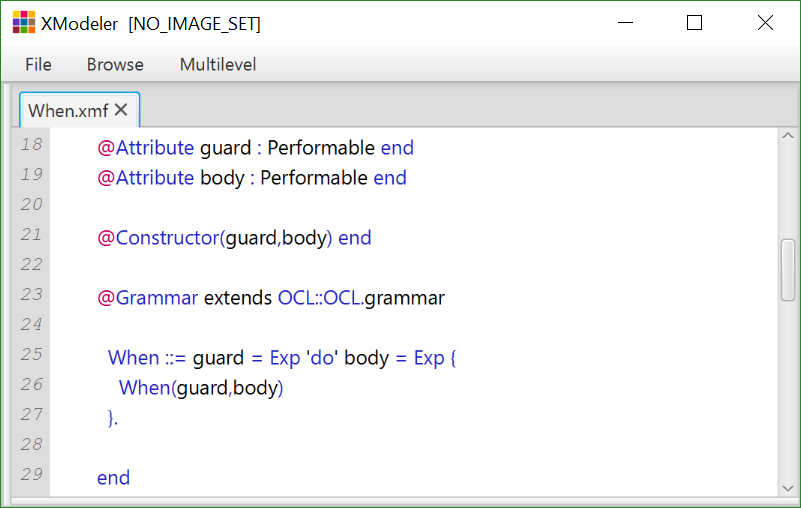 XModeler [NO_IMAGE_SET]
File Browse Multilevel
When.xmf
18 @Attribute guard : Performable end
19 @Attribute body : Performable end
20
21 @Constructor(guard,body) end
22
23 @Grammar extends OCL::OCL.grammar
24
25 When ::= guard = Exp 'do' body = Exp {
26 When(guard,body)
27 }.
28
29 end